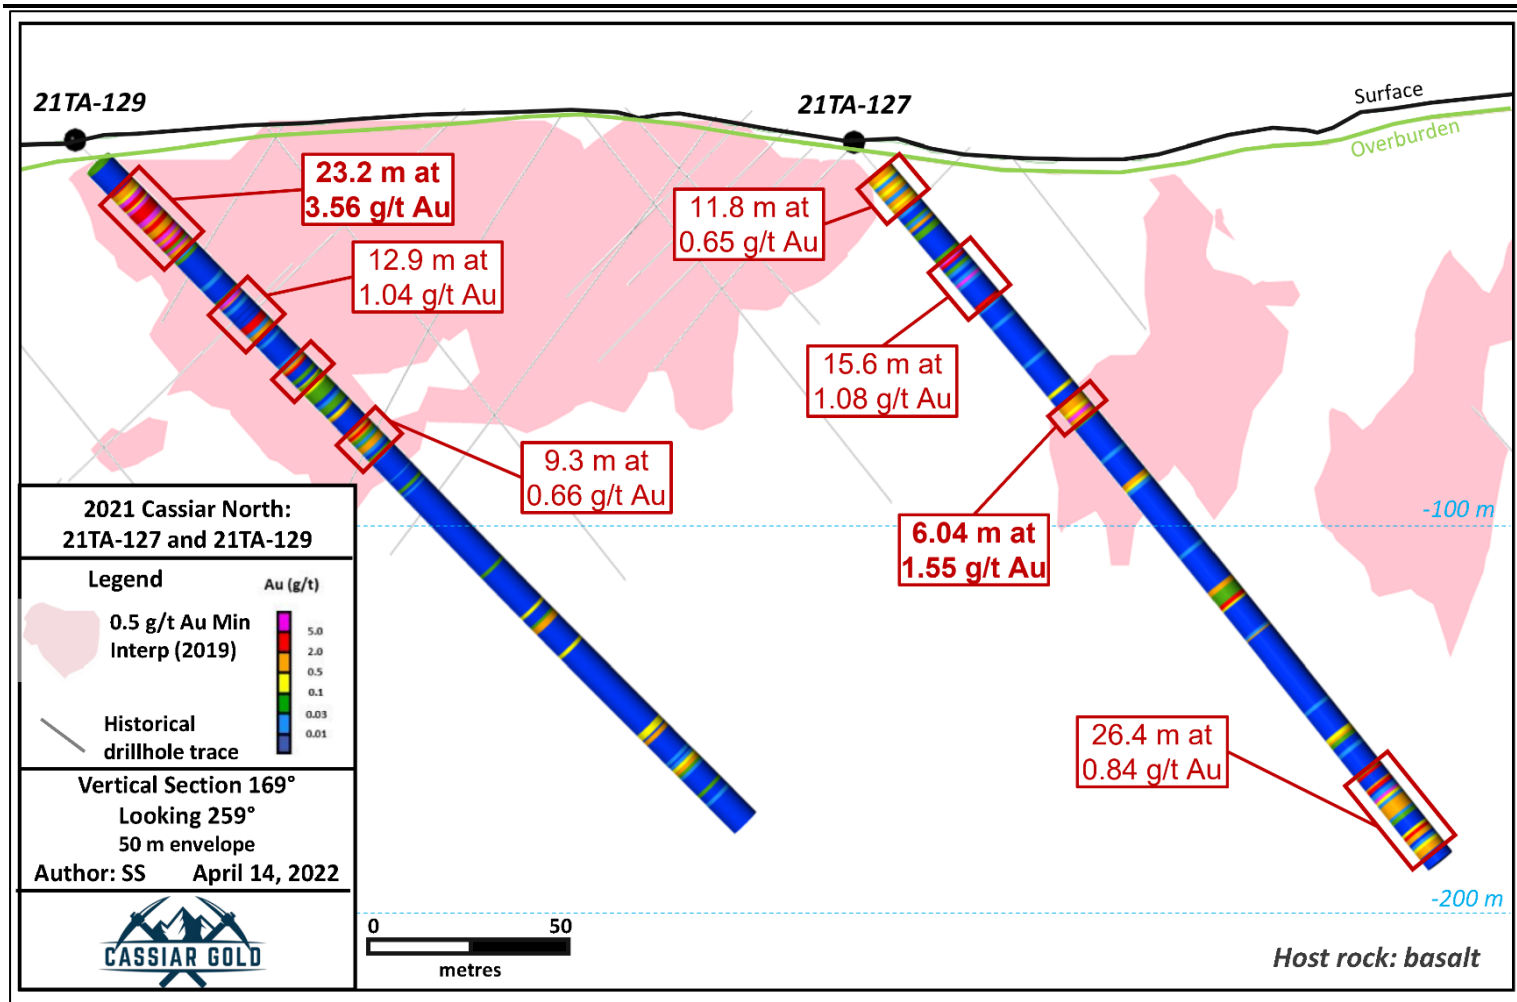 21TA-129
21TA-127
Surface
Overburden
23.2 m at
3.56 g/t Au
11.8 m at
0.65 g/t Au
12.9 m at
1.04 g/t Au
15.6 m at
1.08 g/t Au
9.3 m at
0.66 g/t Au
6.04 m at
1.55 g/t Au
26.4 m at
0.84 g/t Au
-100 m
-200 m
2021 Cassiar North:
21TA-127 and 21TA-129
Legend
Au (g/t)
0.5 g/t Au Min
Interp (2019)
5.0
2.0
0.5
0.1
0.03
0.01
Historical
drillhole trace
Vertical Section 169°
Looking 259°
50 m envelope
Author: SS April 14, 2022
CASSIAR GOLD
0 50
metres
Host rock: basalt